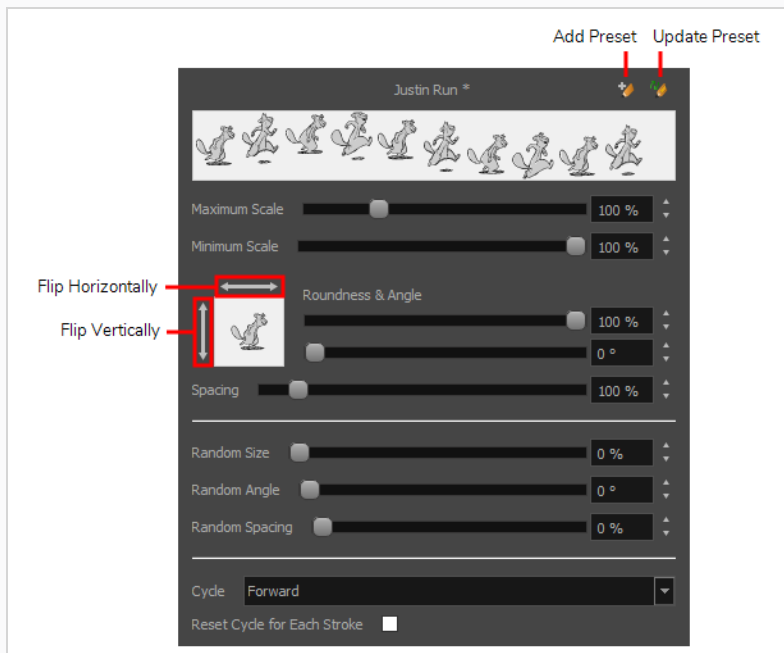 Add Preset Update Preset
Justin Run *
Maximum Scale 100 %
Minimum Scale 100 %
Flip Horizontally
Roundness & Angle
Flip Vertically
100 %
0 °
Spacing 100 %
Random Size 0 %
Random Angle 0 °
Random Spacing 0 %
Cycle Forward
Reset Cycle for Each Stroke